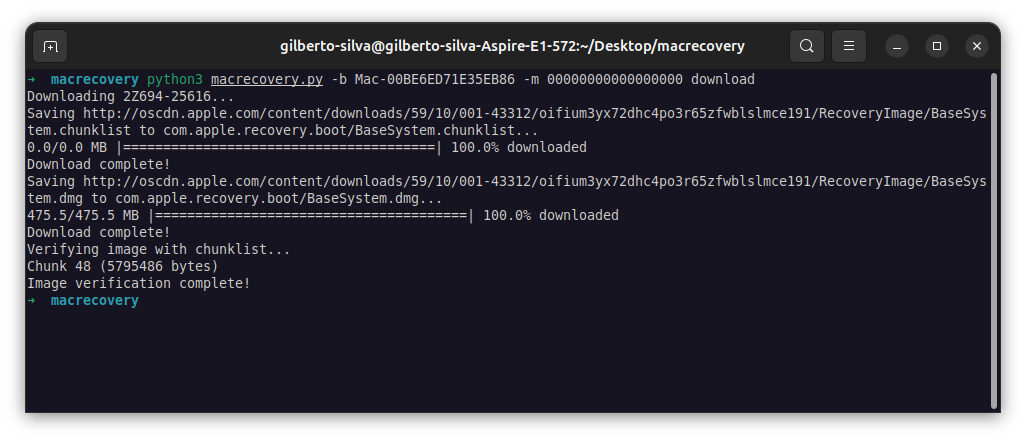 gilberto-silva@gilberto-silva-Aspire-E1-572:~/Desktop/macrecovery
→ macrecovery python3 macrecovery.py -b Mac-00BE6ED71E35EB86 -m 00000000000000000 download
Downloading 2Z694-25616...
Saving http://oscdn.apple.com/content/downloads/59/10/001-43312/oifium3yx72dhc4po3r65zfwblslmce191/RecoveryImage/BaseSys
tem.chunklist to com.apple.recovery.boot/BaseSystem.chunklist...
0.0/0.0 MB |=======================================| 100.0% downloaded
Download complete!
Saving http://oscdn.apple.com/content/downloads/59/10/001-43312/oifium3yx72dhc4po3r65zfwblslmce191/RecoveryImage/BaseSys
tem.dmg to com.apple.recovery.boot/BaseSystem.dmg...
475.5/475.5 MB |=======================================| 100.0% downloaded
Download complete!
Verifying image with chunklist...
Chunk 48 (5795486 bytes)
Image verification complete!
→ macrecovery